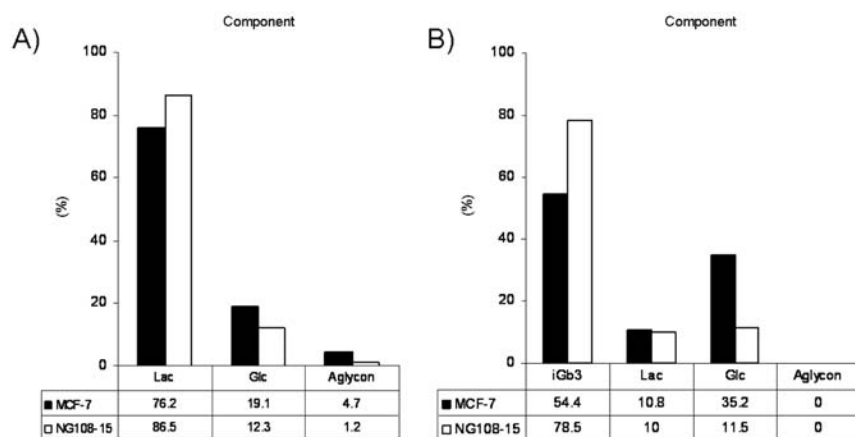 Component
A)
100
80
60
40
20
0
(%)
Lac Glc Aglycon
MCF-7 76.2 19.1 4.7
NG108-15 86.5 12.3 1.2
Component
B)
100
80
60
40
20
0
(%)
iGb3 Lac Glc Aglycon
MCF-7 54.4 10.8 35.2 0
NG108-15 78.5 10 11.5 0